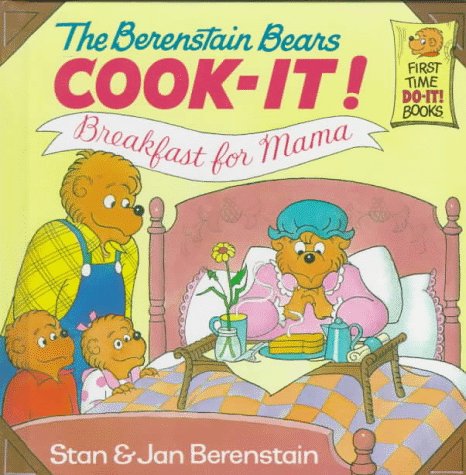 The Berenstain Bears
COOK-IT!
Breakfast for Mama
FIRST
TIME
DO-IT!
BOOKS
Stan & Jan Berenstain